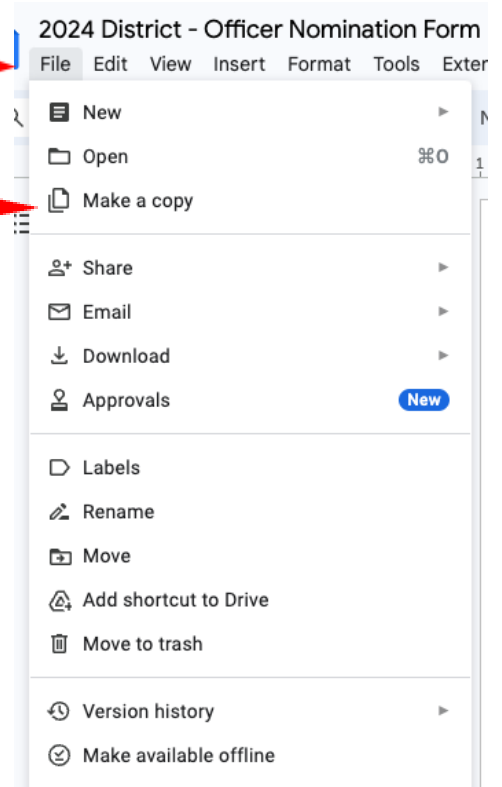 2024 District - Officer Nomination Form
File Edit View Insert Format Tools
New
Open ⌘O
1
Make a copy
Share
Email
Download
Approvals New
Labels
Rename
Move
Add shortcut to Drive
Move to trash
Version history
Make available offline